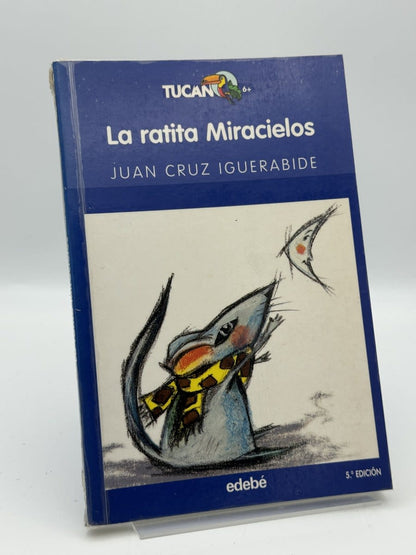 TUCAN 6+
La ratita Miracielos
JUAN CRUZ IGUERABIDE
5.ª EDICIÓN
edebé